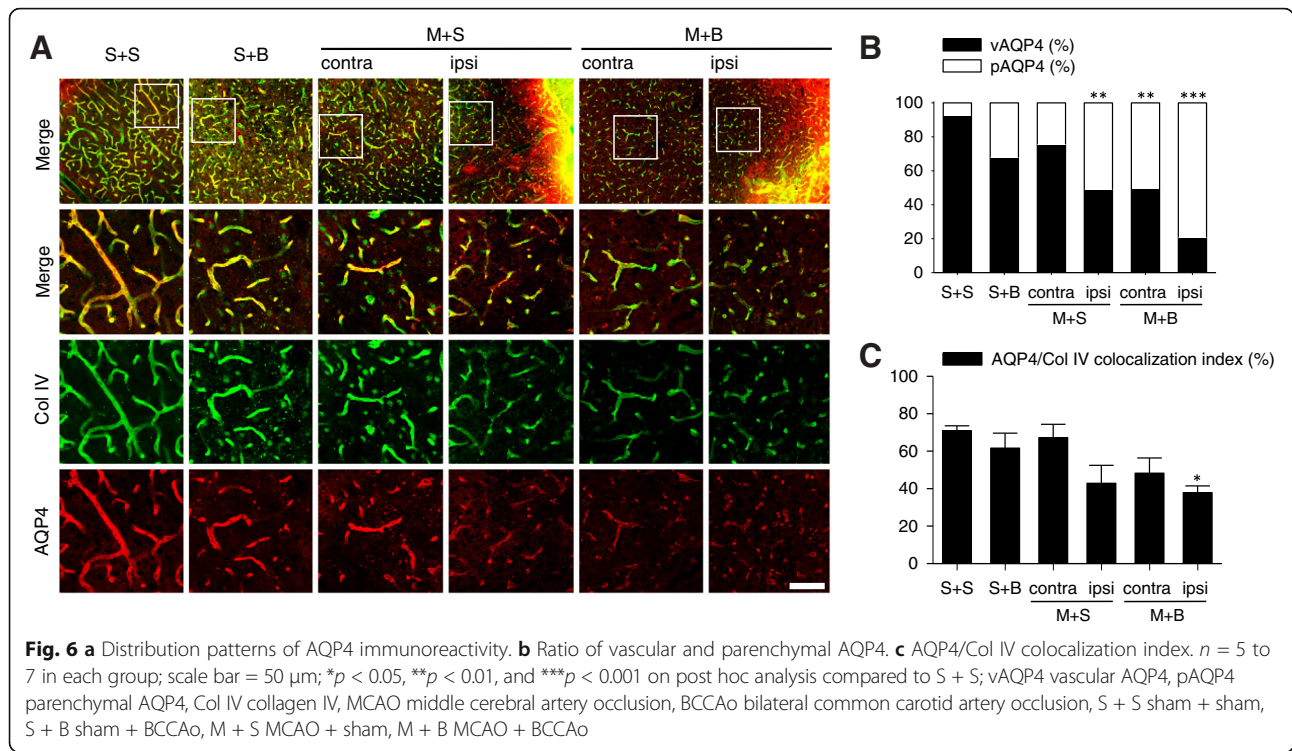 A
S+S
S+B
M+S
M+B
contra
ipsi
contra
ipsi
Merge
Merge
Col IV
AQP4
B
vAQP4 (%)
pAQP4 (%)
100
80
60
40
20
0
**
**
***
S+S
S+B
contra
ipsi
contra
ipsi
M+S
M+B
C
AQP4/Col IV colocalization index (%)
100
80
60
40
20
0
*
S+S
S+B
contra
ipsi
contra
ipsi
M+S
M+B
Fig. 6 a Distribution patterns of AQP4 immunoreactivity. b Ratio of vascular and parenchymal AQP4. c AQP4/Col IV colocalization index. n = 5 to
7 in each group; scale bar = 50 μm; *p < 0.05, **p < 0.01, and ***p < 0.001 on post hoc analysis compared to S + S; vAQP4 vascular AQP4, pAQP4
parenchymal AQP4, Col IV collagen IV, MCAO middle cerebral artery occlusion, BCCAo bilateral common carotid artery occlusion, S + S sham + sham,
S + B sham + BCCAo, M + S MCAO + sham, M + B MCAO + BCCAo